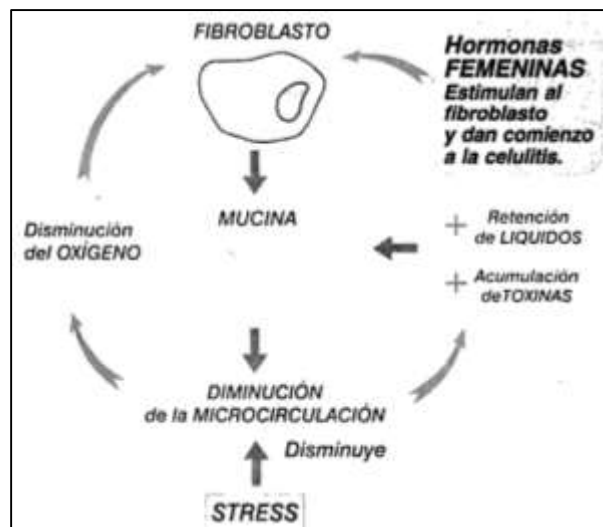 FIBROBLASTO
Hormonas
FEMENINAS
Estimulan al
fibroblasto
y dan comienzo
a la celulitis.
MUCINA
Disminución
del OXÍGENO
+ Retención
de LIQUIDOS
+ Acumulación
deTOXINAS
DIMINUCIÓN
de la MICROCIRCULACIÓN
Disminuye
STRESS